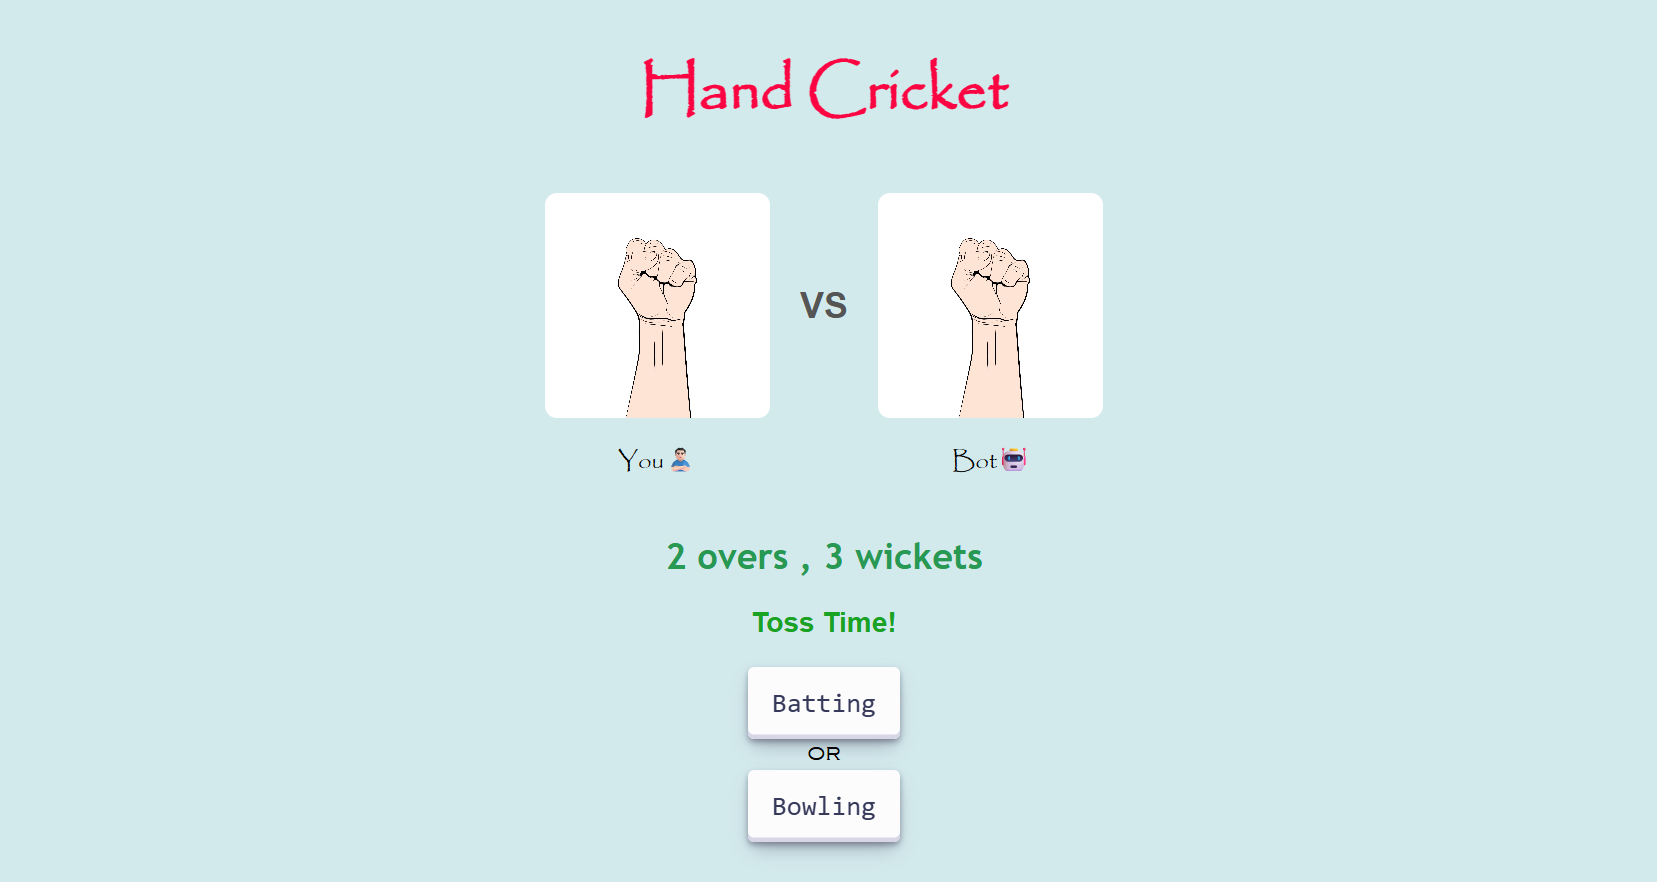 Hand Cricket
VS
You
Bot
2 overs , 3 wickets
Toss Time!
Batting
OR
Bowling